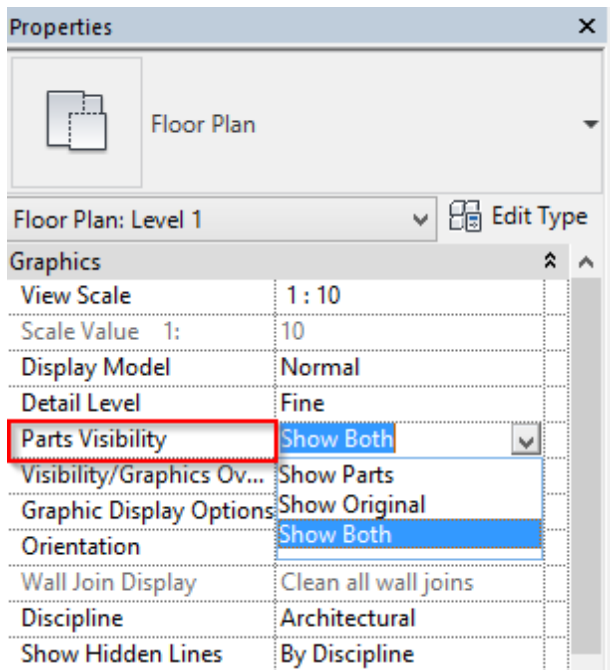 Properties
Floor Plan
Floor Plan: Level 1 Edit Type
Graphics
View Scale 1 : 10
Scale Value 1: 10
Display Model Normal
Detail Level Fine
Parts Visibility Show Both
Visibility/Graphics Ov... Show Parts
Graphic Display Options Show Original
Orientation Show Both
Wall Join Display Clean all wall joins
Discipline Architectural
Show Hidden Lines By Discipline